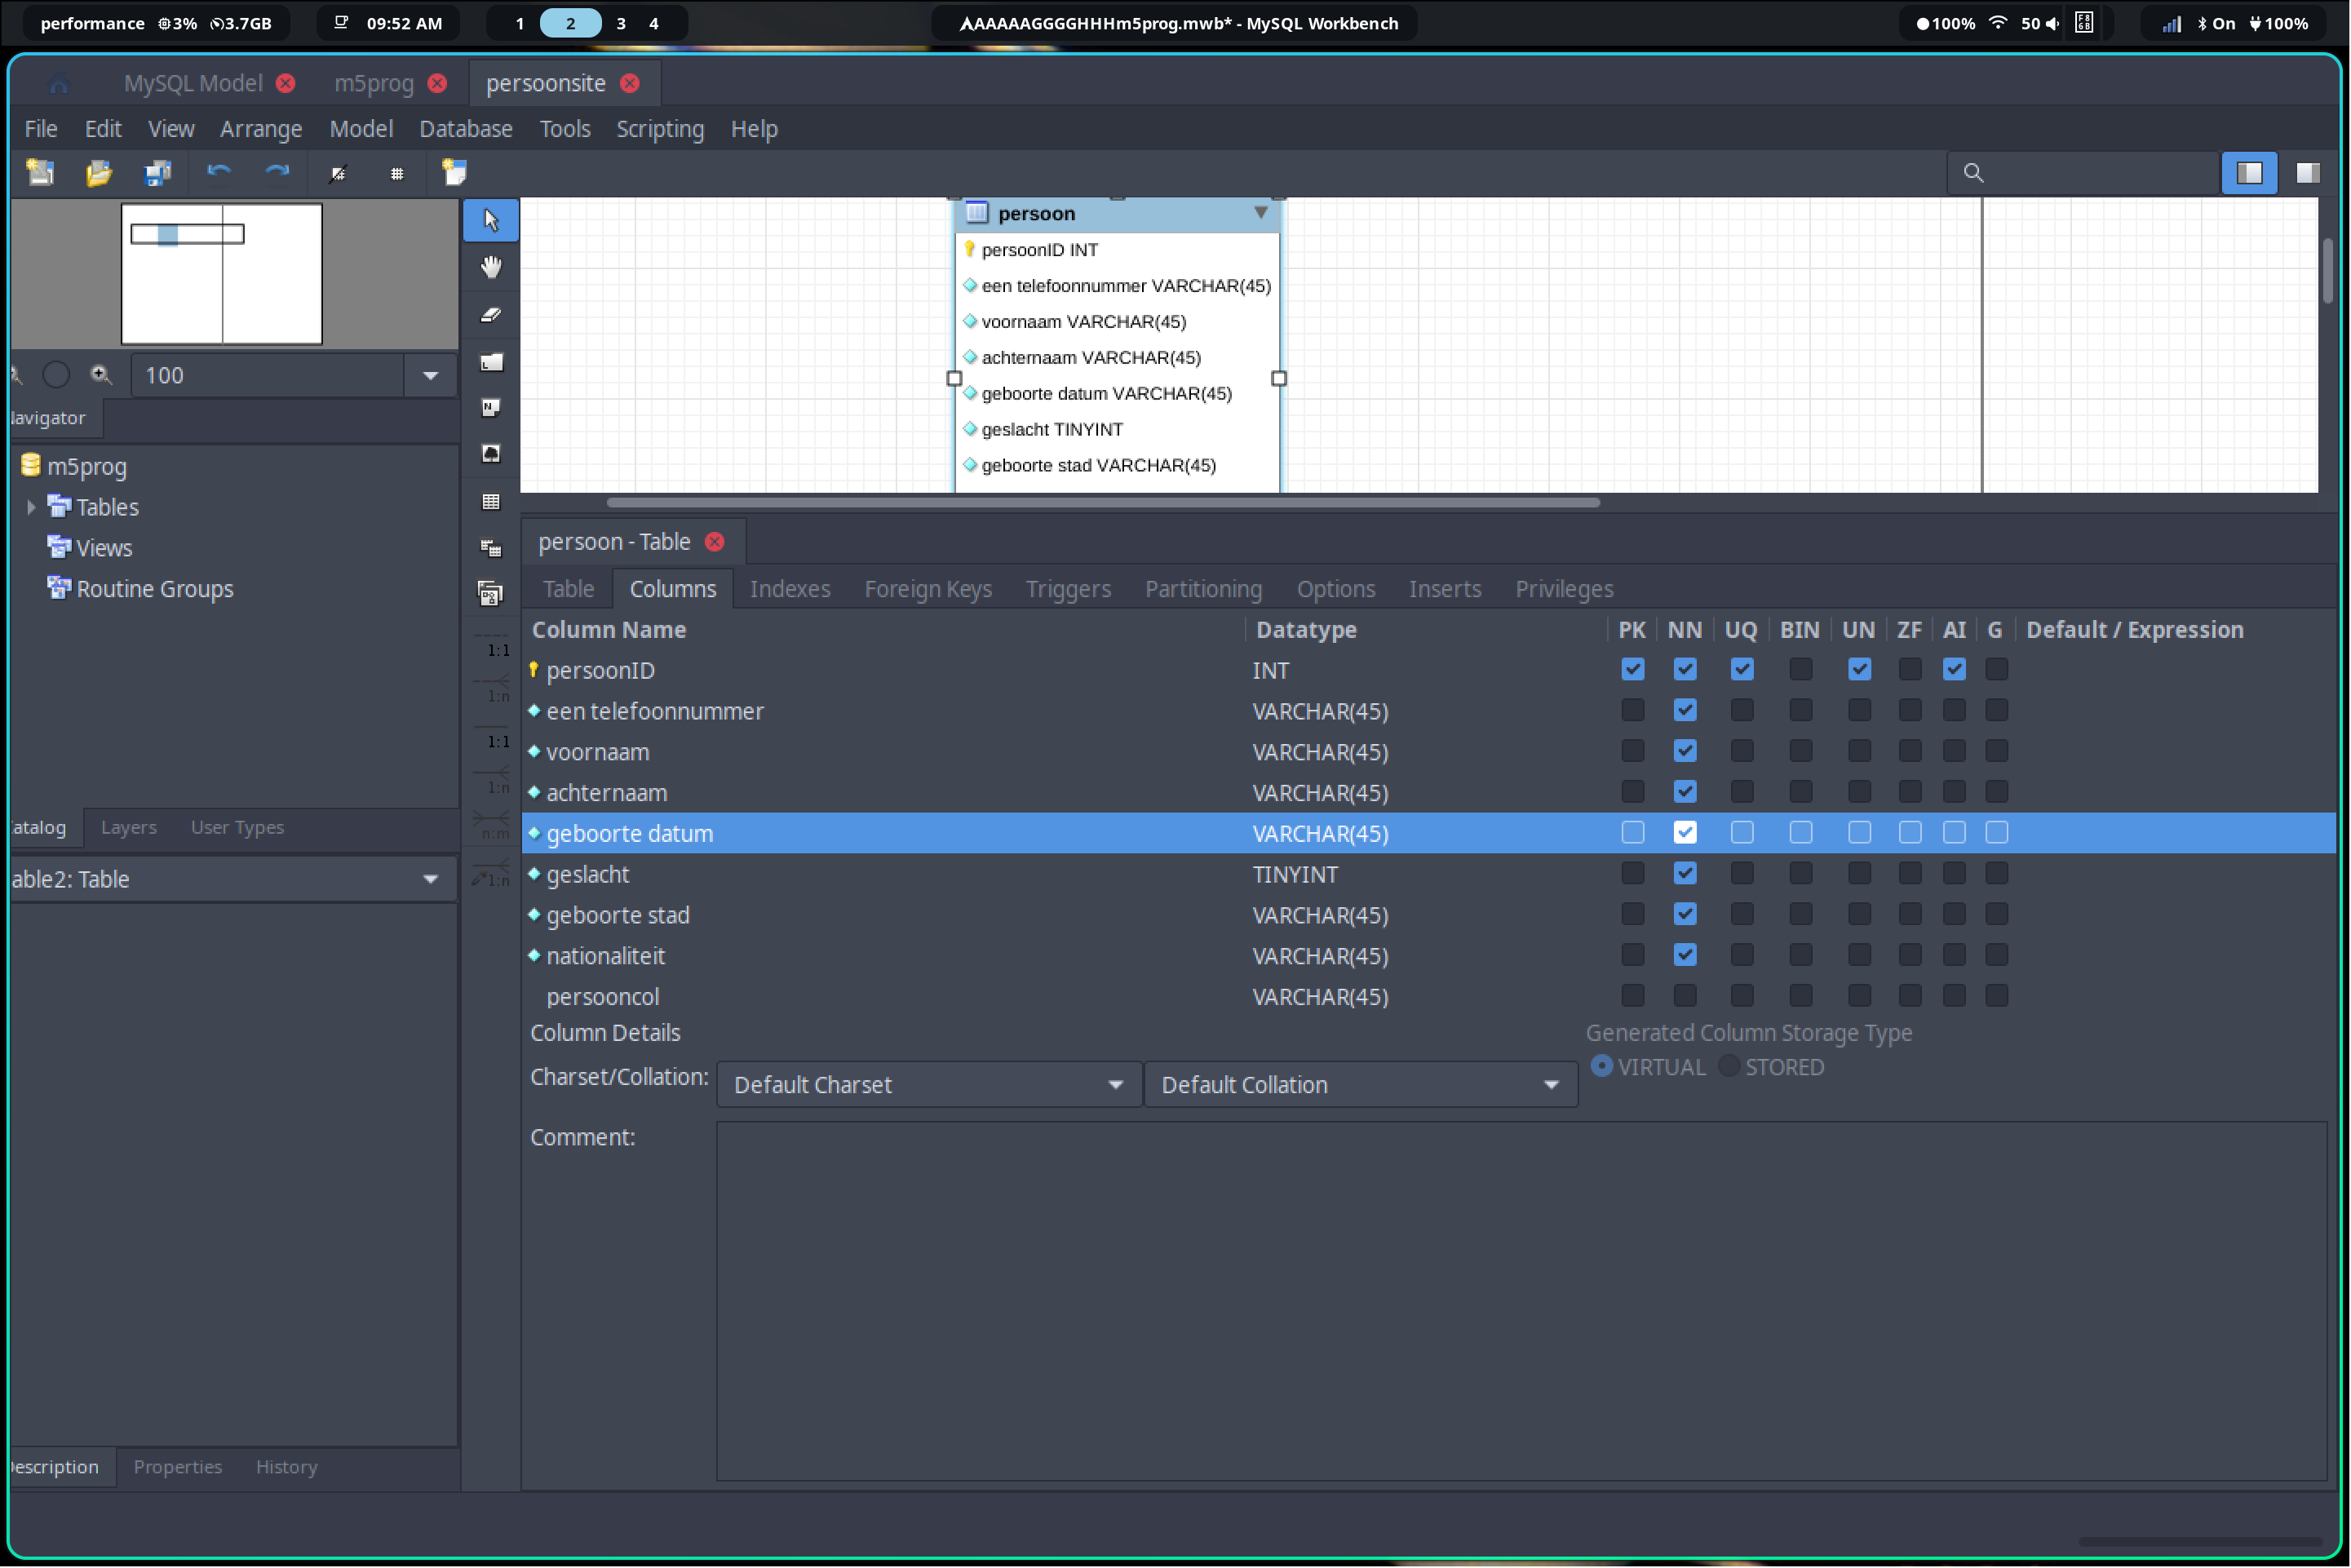 performance 3% 3.7GB
09:52 AM
1 2 3 4
AAAAAGGGGHHHm5prog.mwb* - MySQL Workbench
100% 50 F8 6B On 100%
MySQL Model m5prog persoonsite
File Edit View Arrange Model Database Tools Scripting Help
persoon
persoonID INT
een telefoonnummer VARCHAR(45)
voornaam VARCHAR(45)
achternaam VARCHAR(45)
geboorte datum VARCHAR(45)
geslacht TINYINT
geboorte stad VARCHAR(45)
100
avigator
m5prog
Tables
Views
Routine Groups
1:1
1:n
1:1
1:n
n:m
1:n
atalog Layers User Types
able2: Table
escription Properties History
persoon - Table
Table Columns Indexes Foreign Keys Triggers Partitioning Options Inserts Privileges
Column Name Datatype PK NN UQ BIN UN ZF AI G Default / Expression
persoonID INT
een telefoonnummer VARCHAR(45)
voornaam VARCHAR(45)
achternaam VARCHAR(45)
geboorte datum VARCHAR(45)
geslacht TINYINT
geboorte stad VARCHAR(45)
nationaliteit VARCHAR(45)
persooncol VARCHAR(45)
Column Details Generated Column Storage Type
Charset/Collation: Default Charset Default Collation VIRTUAL STORED
Comment: